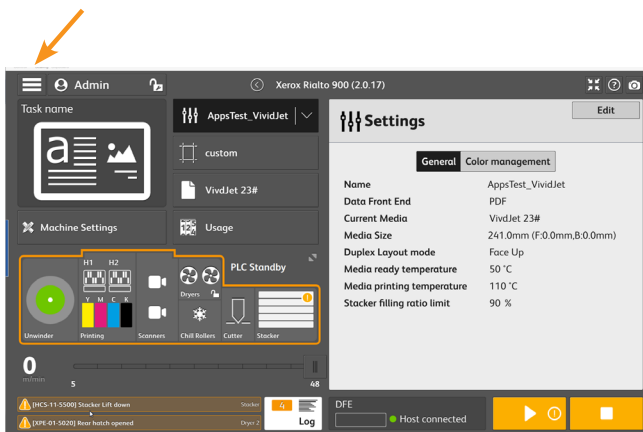 Admin
Xerox Rialto 900 (2.0.17)
Task name
a
Machine Settings
AppsTest_VividJet
custom
VividJet 23#
Usage
H1 H2
Y M C K
Dryers
PLC Standby
Unwinder
Printing
Scanners
Chill Rollers
Cutter
Stacker
0
m/min
5
48
[HCS-11-5500] Stacker Lift down
Stacker
[XPE-01-5020] Rear hatch opened
Dryer 2
4
Log
Settings
Edit
General
Color management
Name AppsTest_VividJet
Data Front End PDF
Current Media VividJet 23#
Media Size 241.0mm (F:0.0mm,B:0.0mm)
Duplex Layout mode Face Up
Media ready temperature 50 °C
Media printing temperature 110 °C
Stacker filling ratio limit 90 %
DFE
Host connected